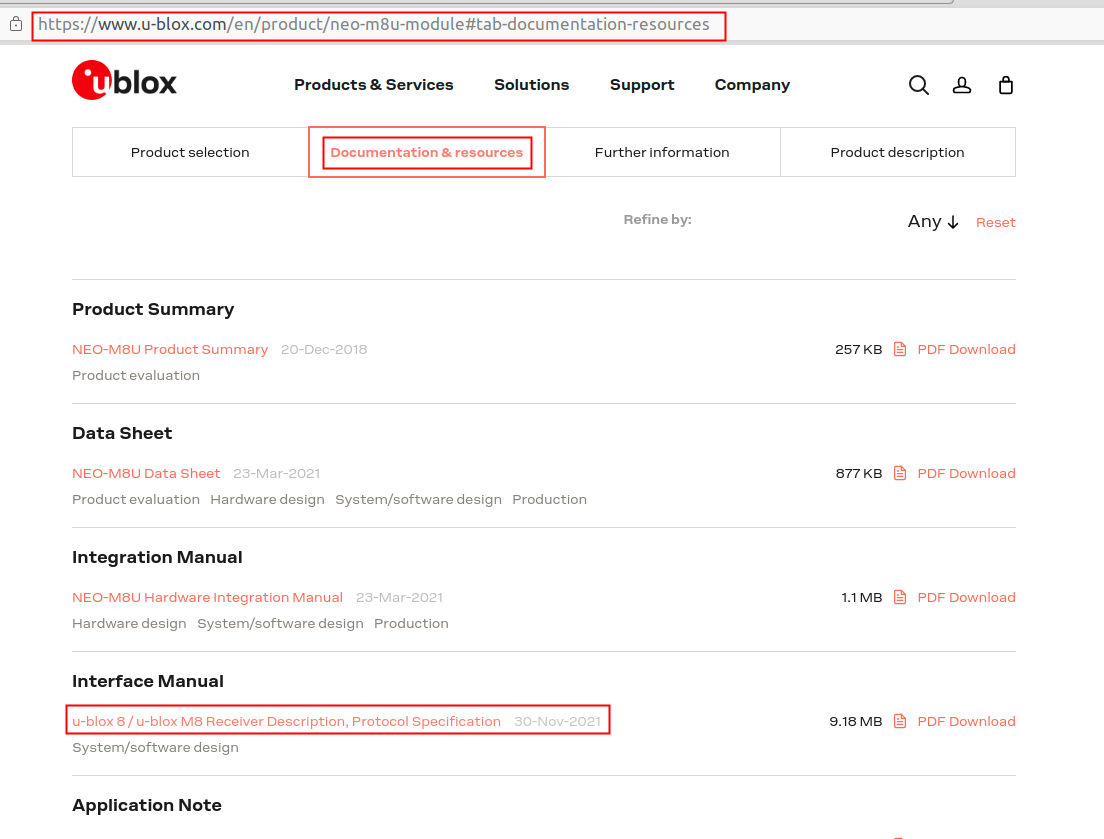 https://www.u-blox.com/en/product/neo-m8u-module#tab-documentation-resources
ublox Products & Services Solutions Support Company
Product selection Documentation & resources Further information Product description
Refine by: Any ↓ Reset
Product Summary
NEO-M8U Product Summary 20-Dec-2018 257 KB PDF Download
Product evaluation
Data Sheet
NEO-M8U Data Sheet 23-Mar-2021 877 KB PDF Download
Product evaluation Hardware design System/software design Production
Integration Manual
NEO-M8U Hardware Integration Manual 23-Mar-2021 1.1 MB PDF Download
Hardware design System/software design Production
Interface Manual
u-blox 8 / u-blox M8 Receiver Description, Protocol Specification 30-Nov-2021 9.18 MB PDF Download
System/software design
Application Note